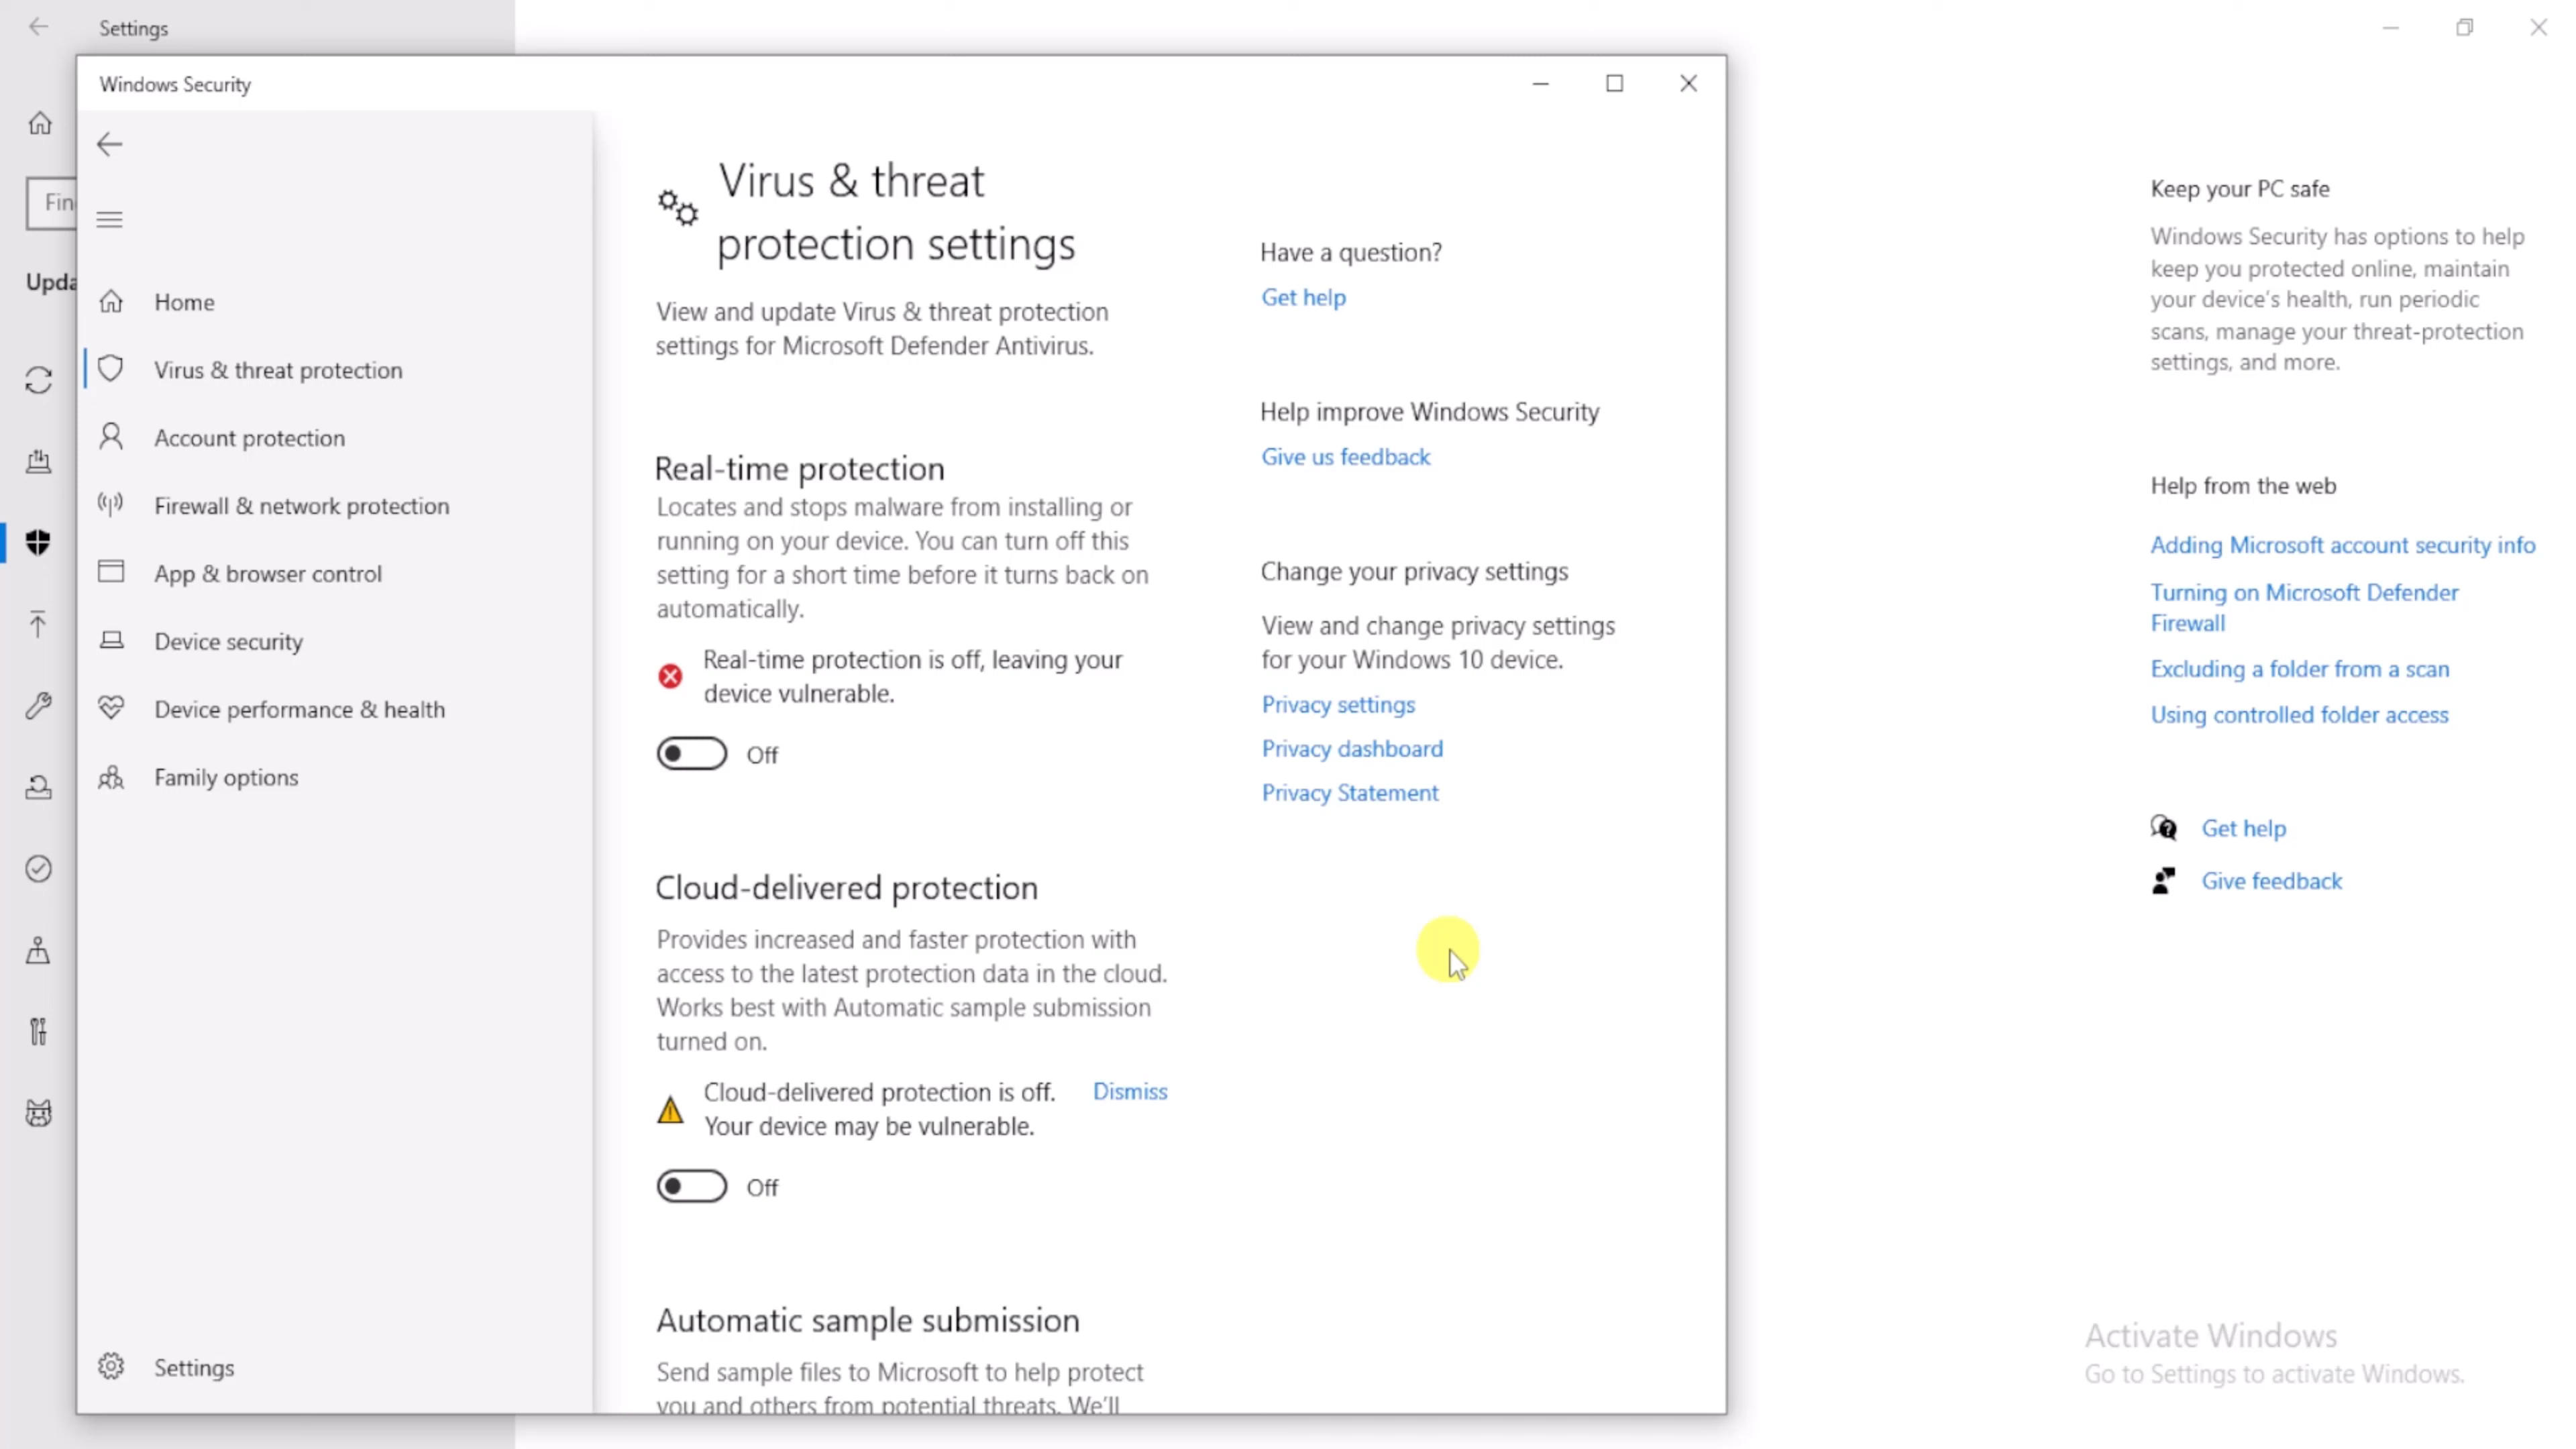 Settings
Windows Security
Fin
Upda
Home
Virus & threat protection
Account protection
Firewall & network protection
App & browser control
Device security
Device performance & health
Family options
Settings
Virus & threat
protection settings
View and update Virus & threat protection
settings for Microsoft Defender Antivirus.
Real-time protection
Locates and stops malware from installing or
running on your device. You can turn off this
setting for a short time before it turns back on
automatically.
Real-time protection is off, leaving your
device vulnerable.
Off
Cloud-delivered protection
Provides increased and faster protection with
access to the latest protection data in the cloud.
Works best with Automatic sample submission
turned on.
Cloud-delivered protection is off.
Your device may be vulnerable.
Dismiss
Off
Automatic sample submission
Send sample files to Microsoft to help protect
you and others from potential threats. We'll
Have a question?
Get help
Help improve Windows Security
Give us feedback
Change your privacy settings
View and change privacy settings
for your Windows 10 device.
Privacy settings
Privacy dashboard
Privacy Statement
Keep your PC safe
Windows Security has options to help
keep you protected online, maintain
your device's health, run periodic
scans, manage your threat-protection
settings, and more.
Help from the web
Adding Microsoft account security info
Turning on Microsoft Defender
Firewall
Excluding a folder from a scan
Using controlled folder access
Get help
Give feedback
Activate Windows
Go to Settings to activate Windows.